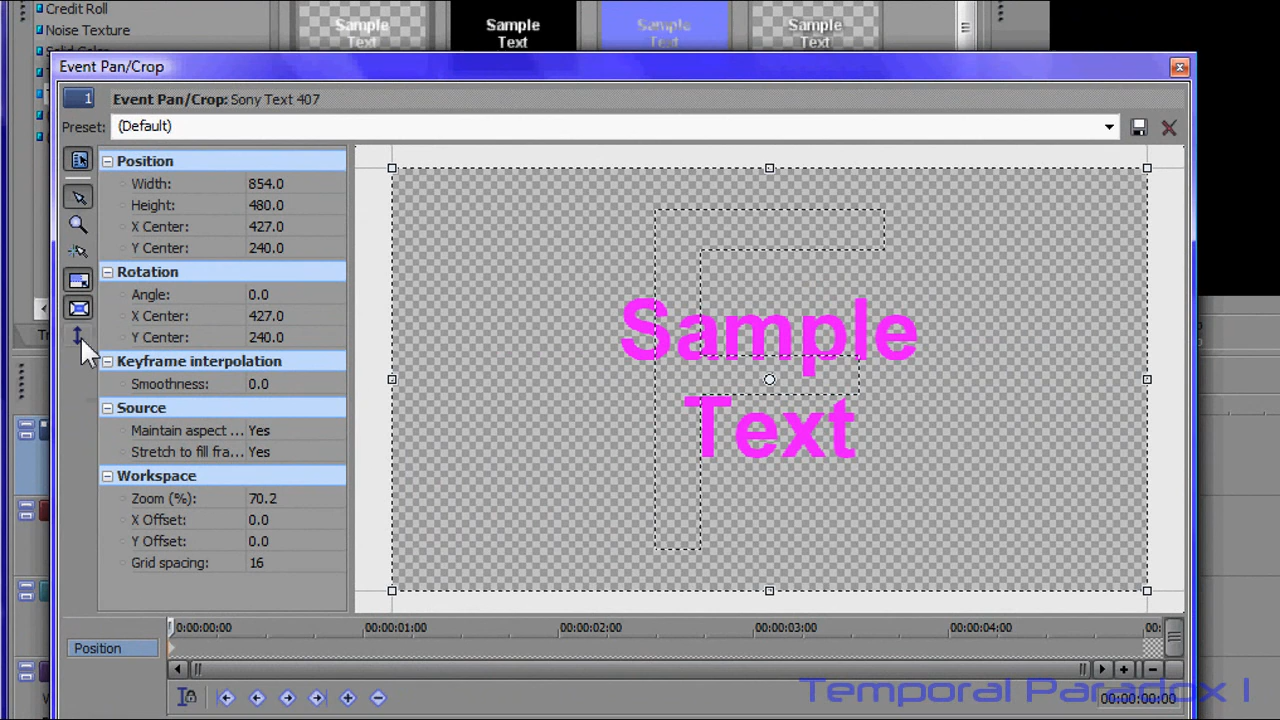 Credit Roll
Noise Texture
Solid Color
Sample
Text
Sample
Text
Sample
Text
Sample
Text
Event Pan/Crop
1
Event Pan/Crop: Sony Text 407
Preset:
(Default)
Position
Width: 854.0
Height: 480.0
X Center: 427.0
Y Center: 240.0
Rotation
Angle: 0.0
X Center: 427.0
Y Center: 240.0
Keyframe interpolation
Smoothness: 0.0
Source
Maintain aspect ... Yes
Stretch to fill fra... Yes
Workspace
Zoom (%): 70.2
X Offset: 0.0
Y Offset: 0.0
Grid spacing: 16
Sample
Text
Position
00:00:00:00 00:00:01:00 00:00:02:00 00:00:03:00 00:00:04:00 00:
Temporal Paradox I
00:00:00:00